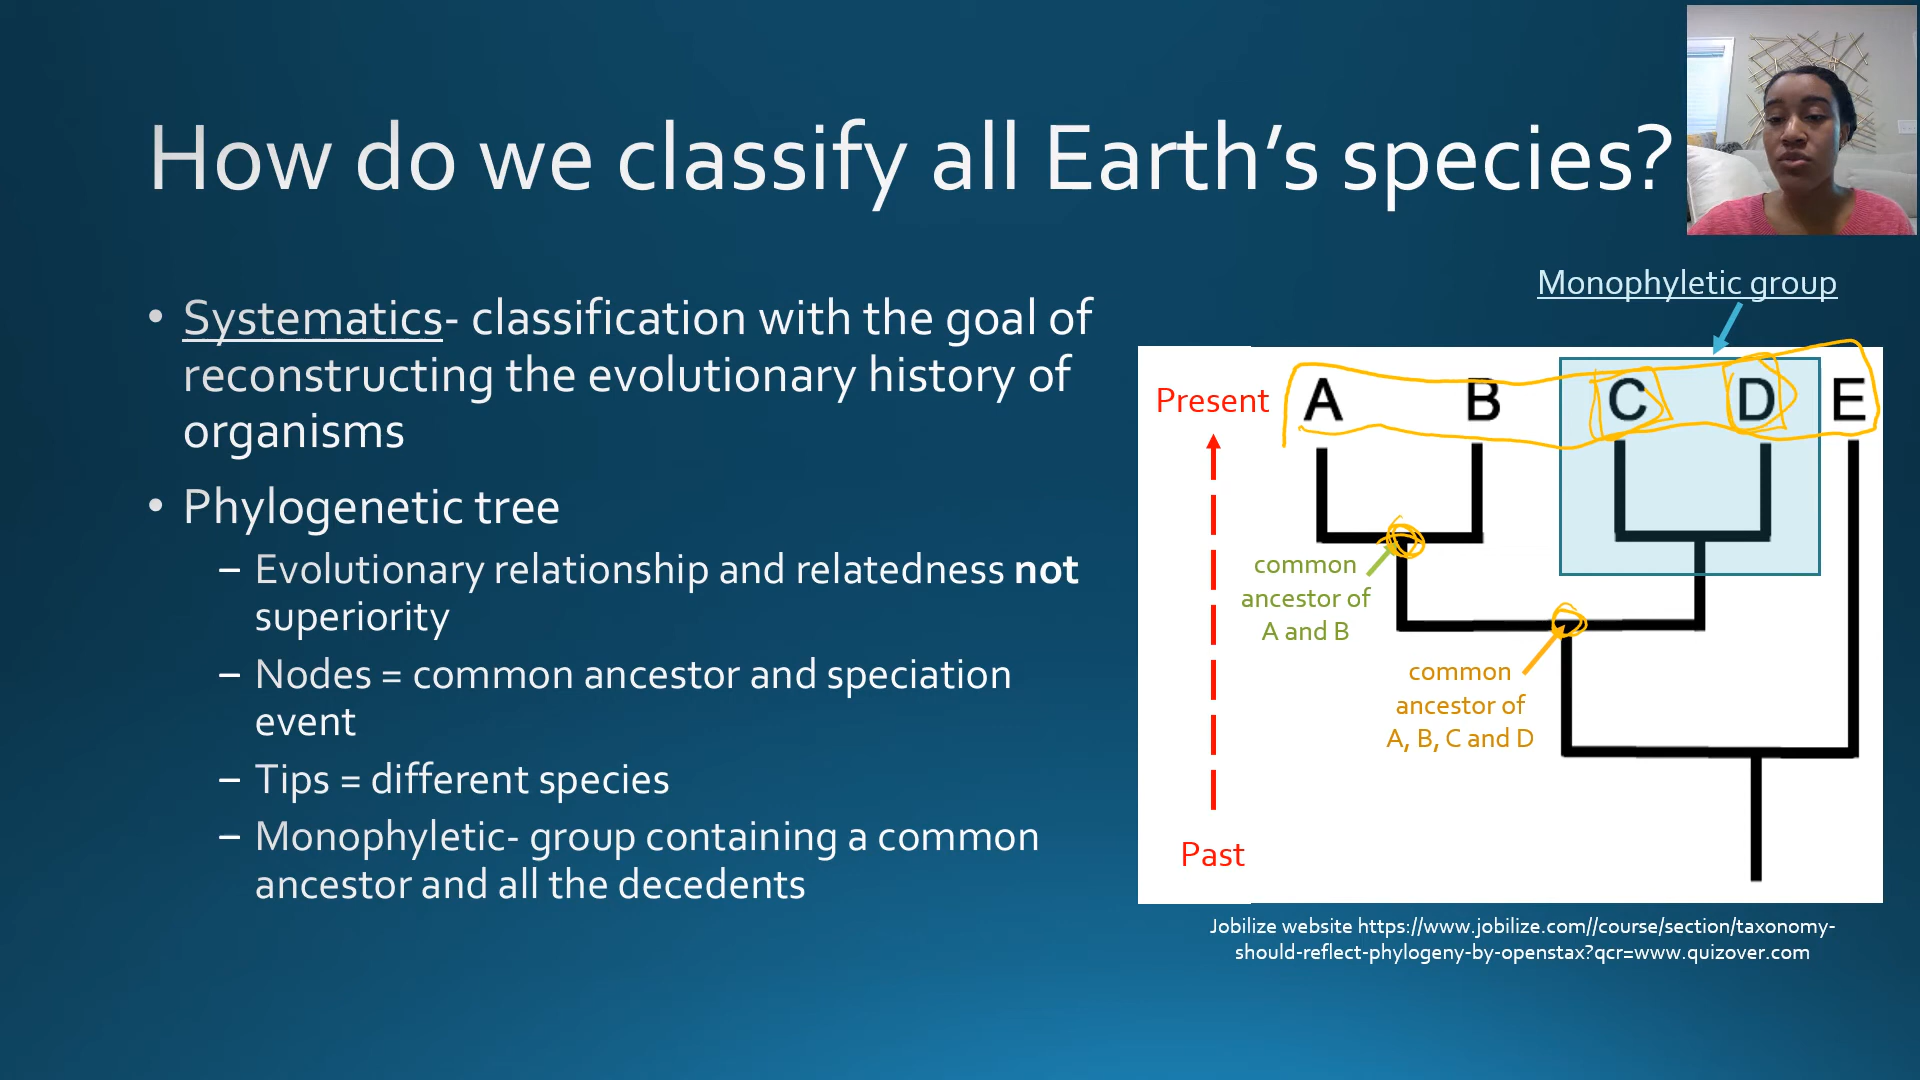 How do we classify all Earth's species?
• Systematics- classification with the goal of
reconstructing the evolutionary history of
organisms
• Phylogenetic tree
– Evolutionary relationship and relatedness not
superiority
– Nodes = common ancestor and speciation
event
– Tips = different species
– Monophyletic- group containing a common
ancestor and all the decedents
Monophyletic group
Present
A B C D E
common
ancestor of
A and B
common
ancestor of
A, B, C and D
Past
Jobilize website https://www.jobilize.com//course/section/taxonomy-
should-reflect-phylogeny-by-openstax?qcr=www.quizover.com